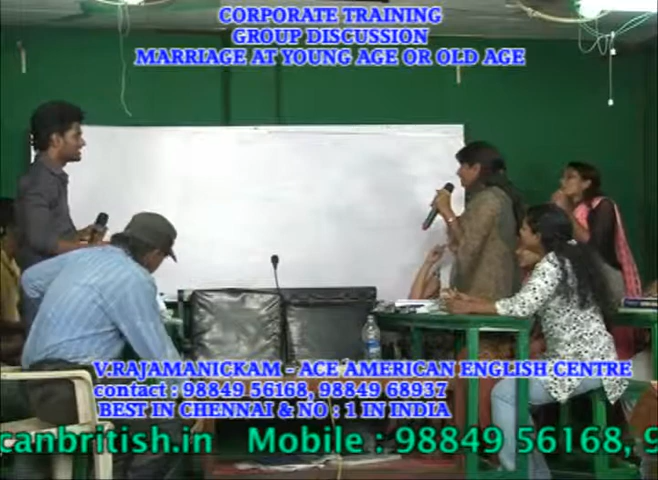 CORPORATE TRAINING
GROUP DISCUSSION
MARRIAGE AT YOUNG AGE OR OLD AGE
V.RAJAMANICKAM - ACE AMERICAN ENGLISH CENTRE
contact : 98849 56168, 98849 68937
BEST IN CHENNAI & NO : 1 IN INDIA
canbritish.in Mobile : 98849 56168, 9